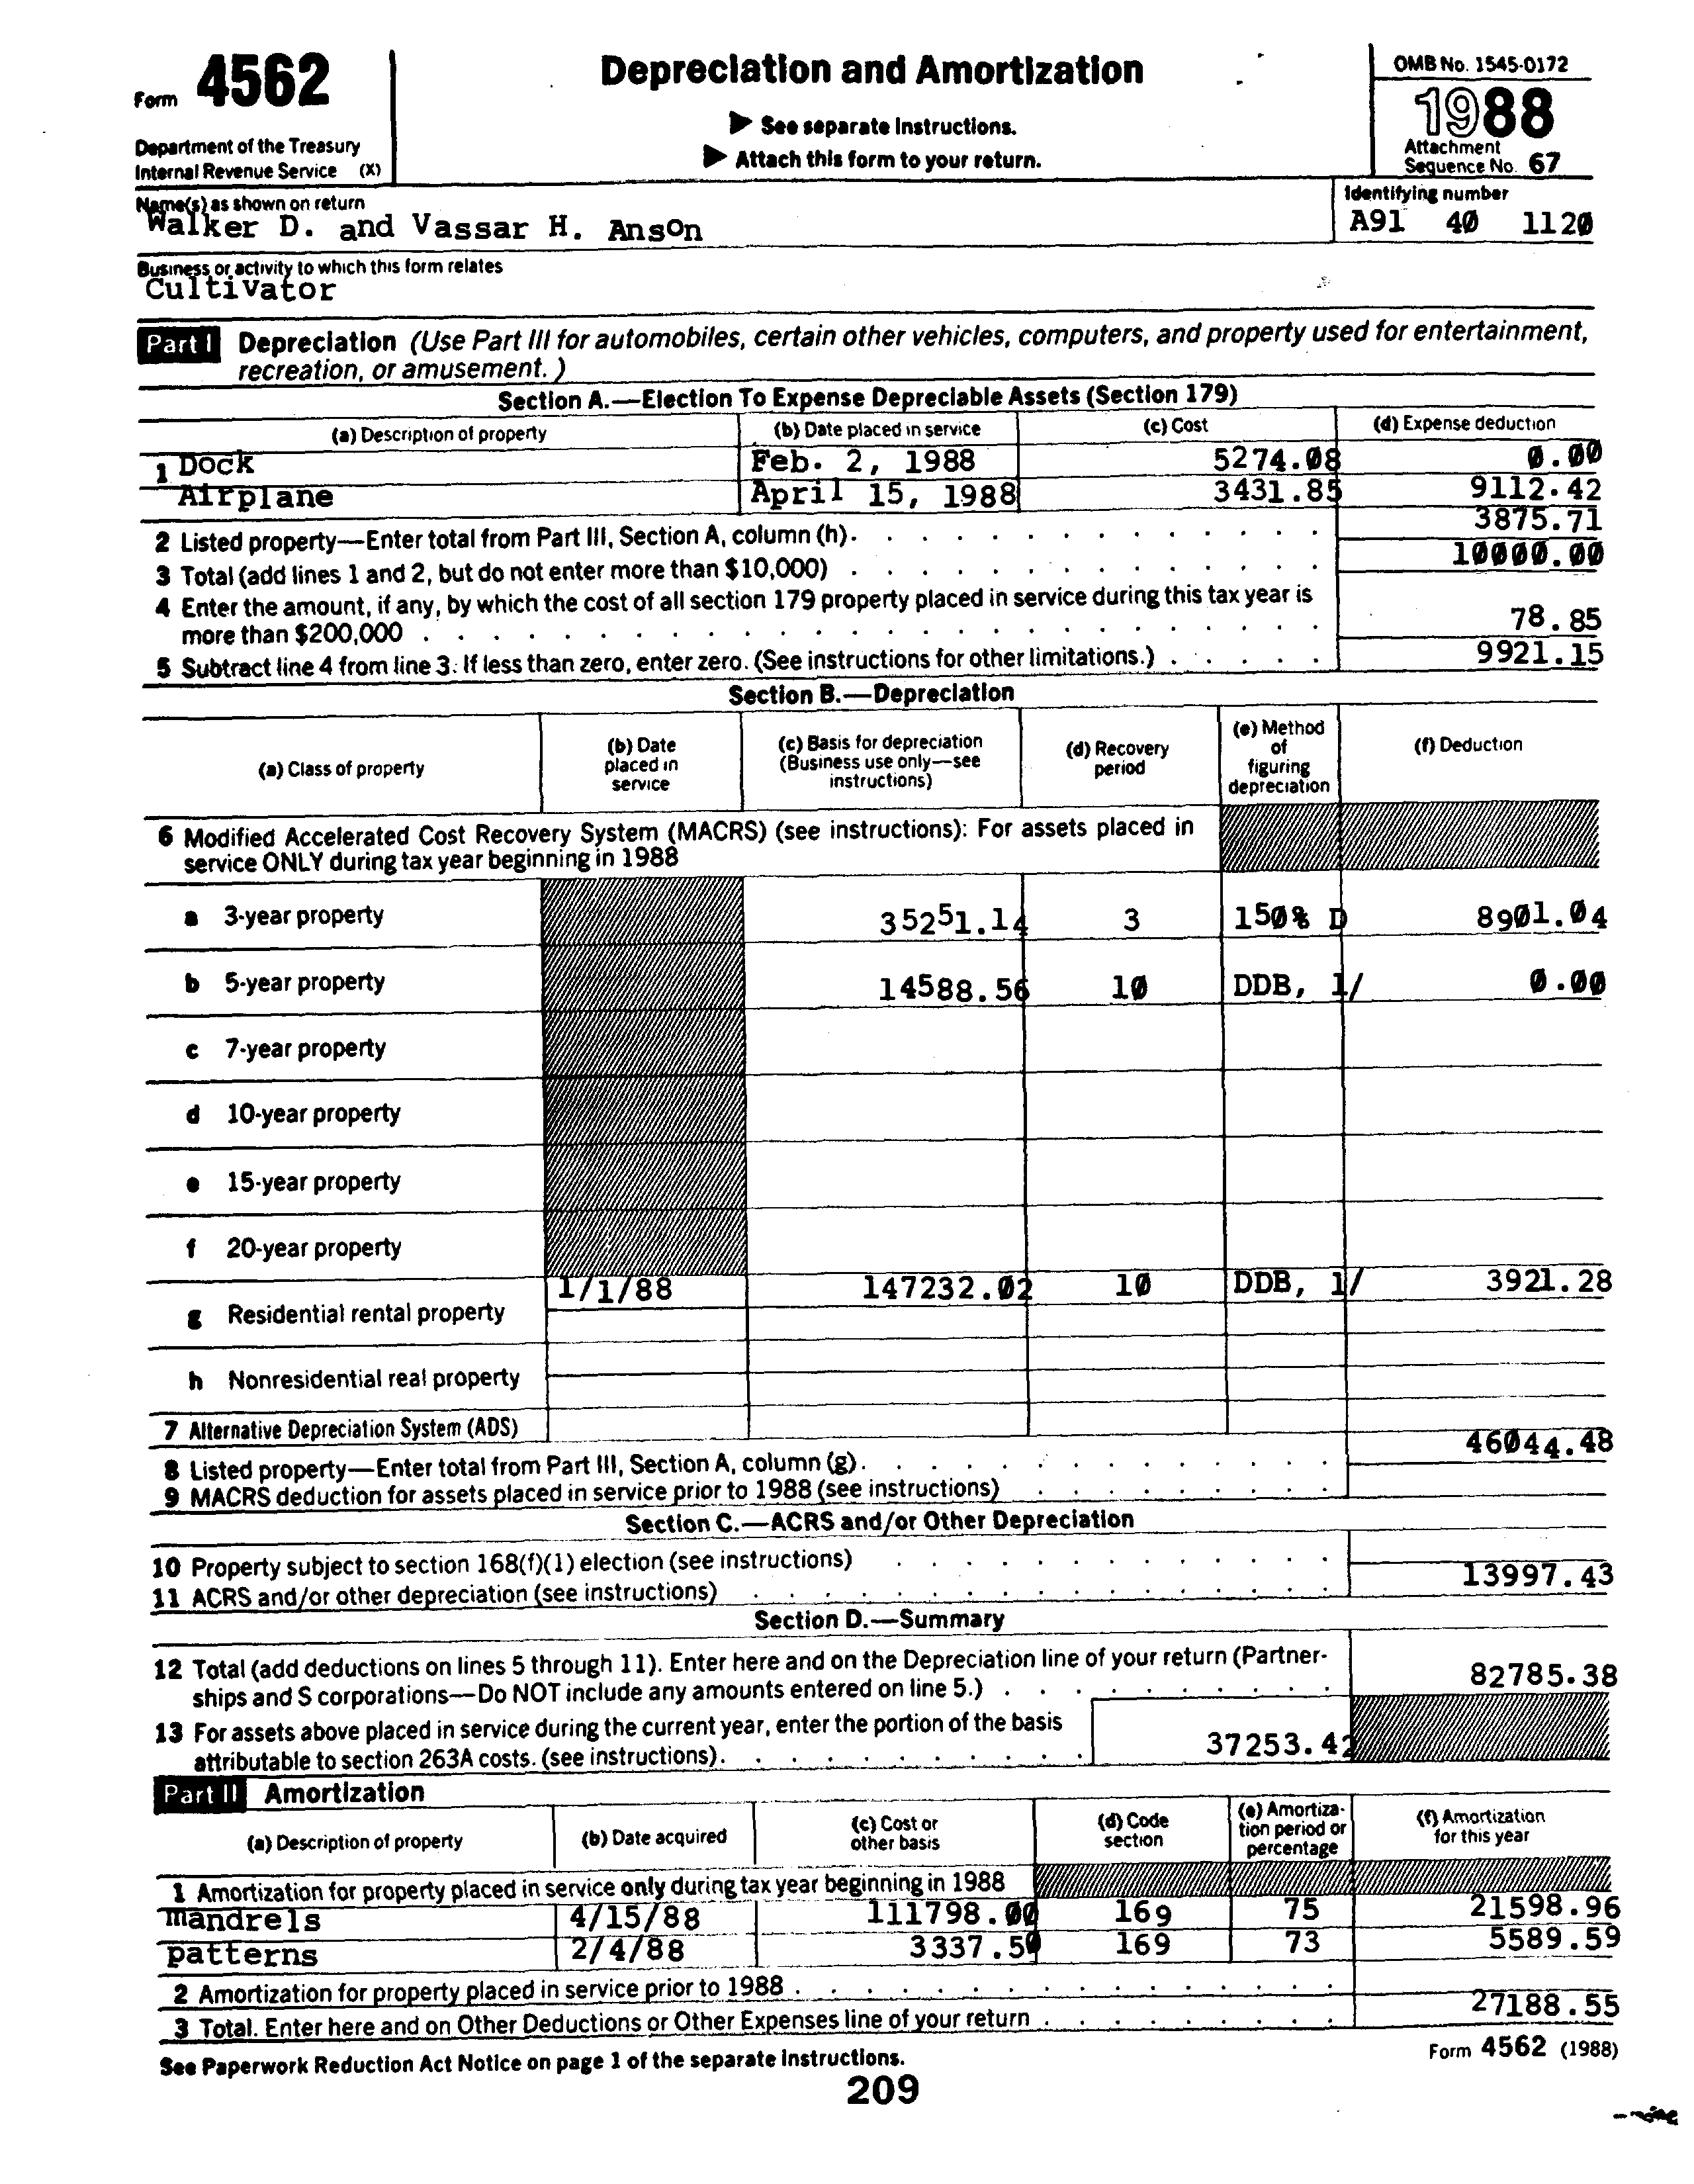 Form 4562
Department of the Treasury
Internal Revenue Service (X)
Depreciation and Amortization
▶ See separate Instructions.
▶ Attach this form to your return.
OMB No. 1545-0172
1988
Attachment
Sequence No. 67
Name(s) as shown on return
Walker D. and Vassar H. Anson
Identifying number
A91 40 1120
Business or activity to which this form relates
Cultivator
Part I Depreciation (Use Part III for automobiles, certain other vehicles, computers, and property used for entertainment,
recreation, or amusement.)
Section A.—Election To Expense Depreciable Assets (Section 179)
(a) Description of property (b) Date placed in service (c) Cost (d) Expense deduction
1 Dock Feb. 2, 1988 5274.08 0.00
Airplane April 15, 1988 3431.85 9112.42
2 Listed property—Enter total from Part III, Section A, column (h). 3875.71
3 Total (add lines 1 and 2, but do not enter more than $10,000) 10000.00
4 Enter the amount, if any, by which the cost of all section 179 property placed in service during this tax year is
more than $200,000 78.85
5 Subtract line 4 from line 3. If less than zero, enter zero. (See instructions for other limitations.) 9921.15
Section B.—Depreciation
(a) Class of property
(b) Date
placed in
service
(c) Basis for depreciation
(Business use only—see
instructions)
(d) Recovery
period
(e) Method
of
figuring
depreciation
(f) Deduction
6 Modified Accelerated Cost Recovery System (MACRS) (see instructions): For assets placed in
service ONLY during tax year beginning in 1988
a 3-year property 35251.14 3 150% D 8901.04
b 5-year property 14588.56 10 DDB, 1/ 0.00
c 7-year property
d 10-year property
e 15-year property
f 20-year property
1/1/88 147232.02 10 DDB, 1/ 3921.28
g Residential rental property
h Nonresidential real property
7 Alternative Depreciation System (ADS)
8 Listed property—Enter total from Part III, Section A, column (g). 46044.48
9 MACRS deduction for assets placed in service prior to 1988 (see instructions)
Section C.—ACRS and/or Other Depreciation
10 Property subject to section 168(f)(1) election (see instructions)
11 ACRS and/or other depreciation (see instructions) 13997.43
Section D.—Summary
12 Total (add deductions on lines 5 through 11). Enter here and on the Depreciation line of your return (Partner-
ships and S corporations—Do NOT include any amounts entered on line 5.) 82785.38
13 For assets above placed in service during the current year, enter the portion of the basis
attributable to section 263A costs. (see instructions). 37253.42
Part II Amortization
(a) Description of property
(b) Date acquired
(c) Cost or
other basis
(d) Code
section
(e) Amortiza-
tion period or
percentage
(f) Amortization
for this year
1 Amortization for property placed in service only during tax year beginning in 1988
mandrels 4/15/88 111798.00 169 75 21598.96
patterns 2/4/88 3337.50 169 73 5589.59
2 Amortization for property placed in service prior to 1988
3 Total. Enter here and on Other Deductions or Other Expenses line of your return 27188.55
See Paperwork Reduction Act Notice on page 1 of the separate Instructions.
Form 4562 (1988)
209